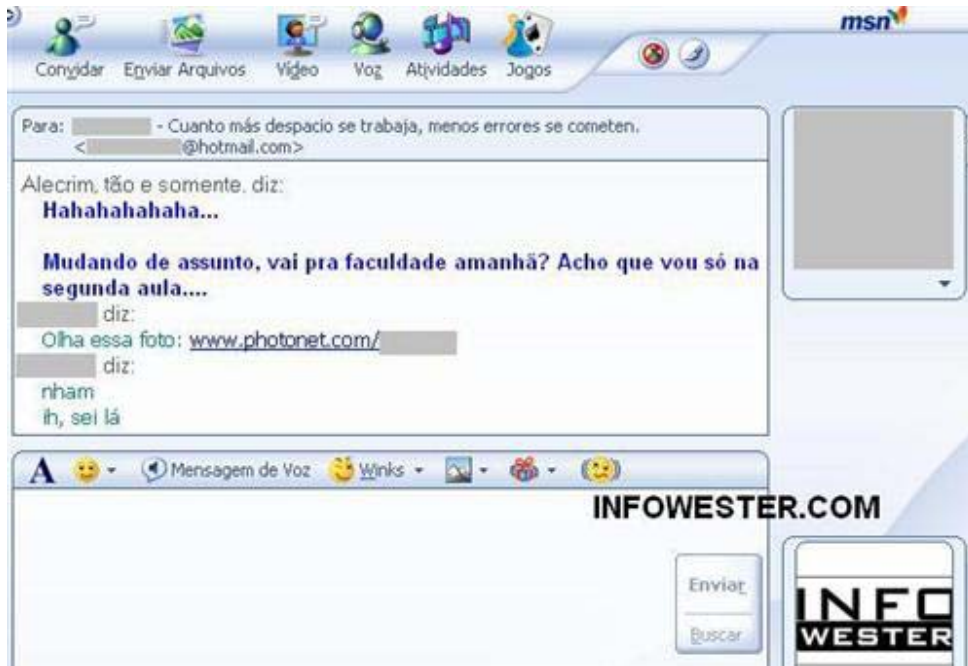 msn
Convidar Enviar Arquivos Vídeo Voz Atividades Jogos
Para: - Cuanto más despacio se trabaja, menos errores se cometen.
< @hotmail.com>
Alecrim, tão e somente. diz:
Hahahahahaha...
Mudando de assunto, vai pra faculdade amanhã? Acho que vou só na
segunda aula....
diz:
Olha essa foto: www.photonet.com/
diz:
nham
ih, sei lá
A Mensagem de Voz Winks
INFOWESTER.COM
Enviar
Buscar
INFO
WESTER